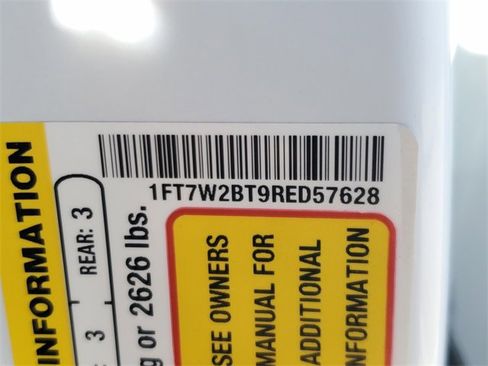 1FT7W2BT9RED57628
INFORMATION
REAR: 3
3
g or 2626 lbs.
SEE OWNERS
MANUAL FOR
ADDITIONAL
INFORMATION